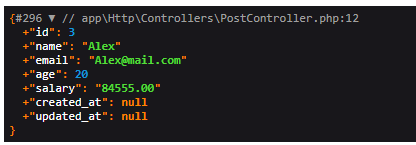 {#296 ▼ // app\Http\Controllers\PostController.php:12
+"id": 3
+"name": "Alex"
+"email": "Alex@mail.com"
+"age": 20
+"salary": "84555.00"
+"created_at": null
+"updated_at": null
}